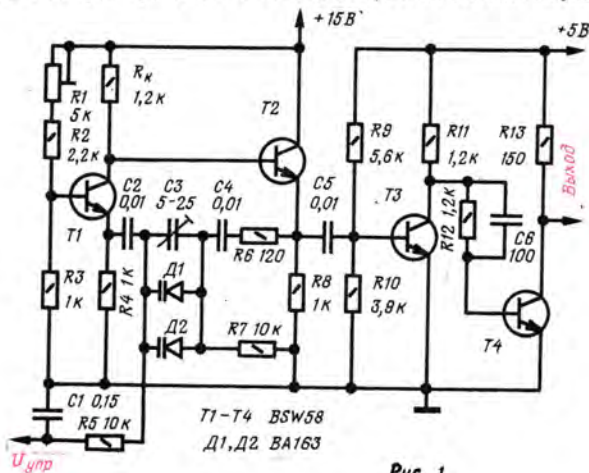 +15В
+5В
R1
5к
Rк
1,2к
T2
R9
5,6к
R11
1,2к
R13
150
Выход
R2
2,2к
C2
0,01
C3
5-25
C4
0,01
C5
0,01
T3
T1
R6 120
R12 1,2к
C6
100
R3
1к
R4 1к
Д1
Д2
R8
1к
R10
3,9к
R7 10к
T4
C1 0,15
R5 10к
T1-T4 BSW58
Д1,Д2 BA163
Uупр
Рис. 1